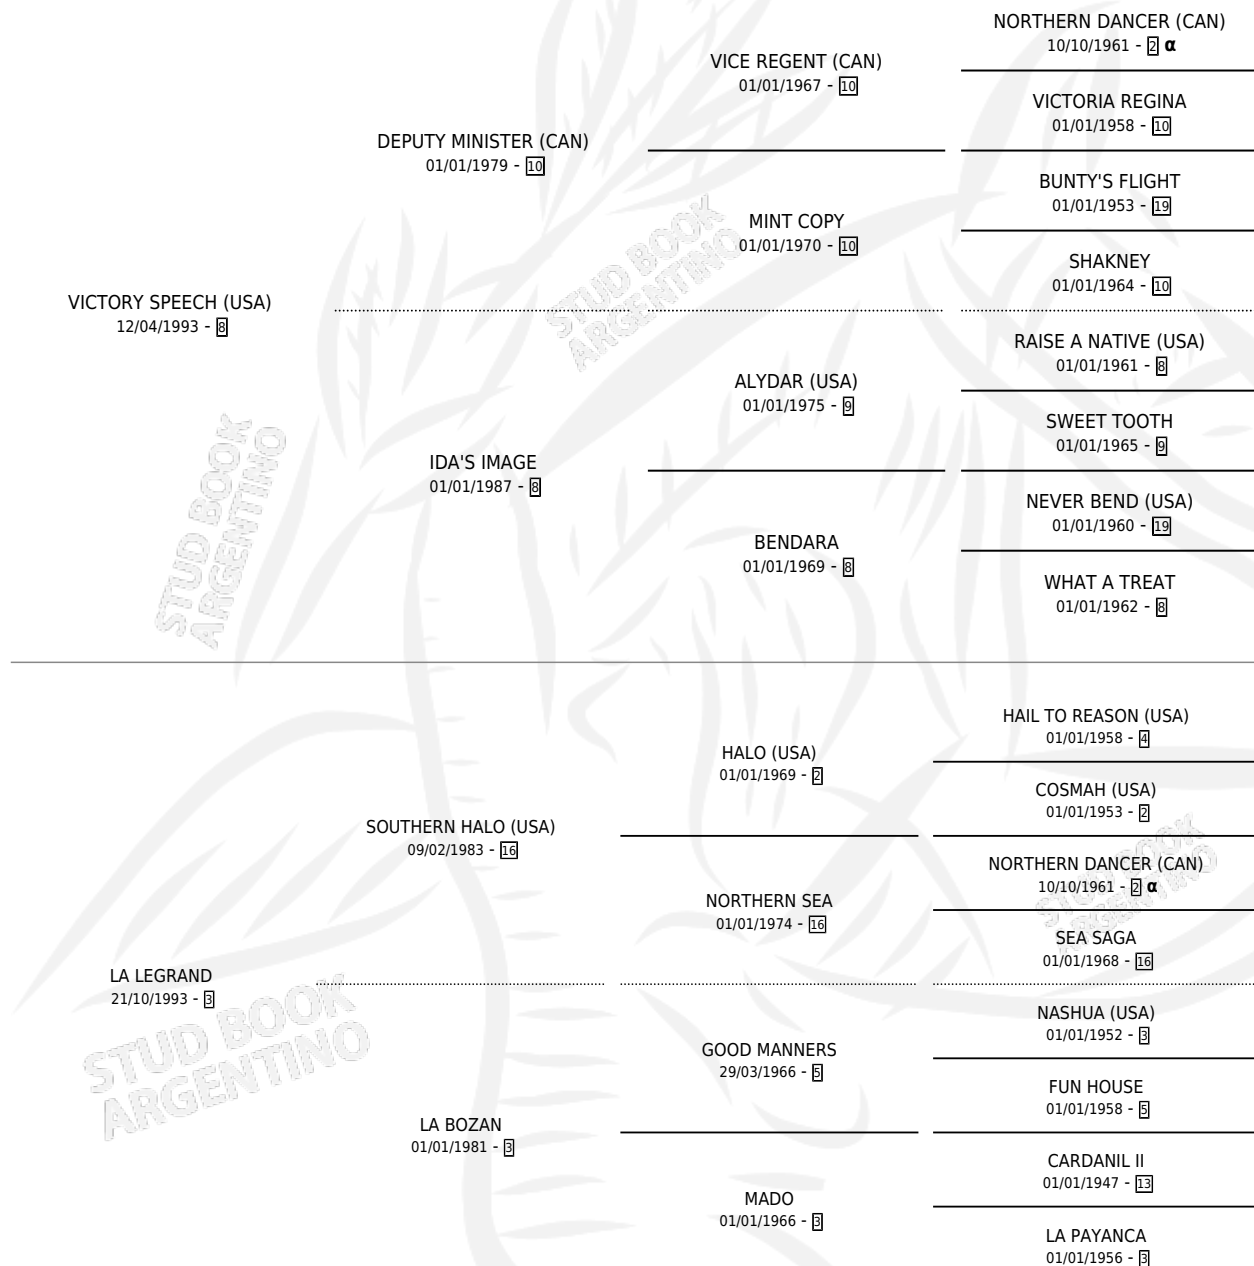 NORTHERN DANCER (CAN)
10/10/1961 - 2 α
VICE REGENT (CAN)
01/01/1967 - 10
VICTORIA REGINA
01/01/1958 - 10
DEPUTY MINISTER (CAN)
01/01/1979 - 10
BUNTY'S FLIGHT
01/01/1953 - 19
MINT COPY
01/01/1970 - 10
SHAKNEY
01/01/1964 - 10
VICTORY SPEECH (USA)
12/04/1993 - 8
RAISE A NATIVE (USA)
01/01/1961 - 8
ALYDAR (USA)
01/01/1975 - 9
SWEET TOOTH
01/01/1965 - 9
IDA'S IMAGE
01/01/1987 - 8
NEVER BEND (USA)
01/01/1960 - 19
BENDARA
01/01/1969 - 8
WHAT A TREAT
01/01/1962 - 8
HAIL TO REASON (USA)
01/01/1958 - 4
HALO (USA)
01/01/1969 - 2
COSMAH (USA)
01/01/1953 - 2
SOUTHERN HALO (USA)
09/02/1983 - 16
NORTHERN DANCER (CAN)
10/10/1961 - 2 α
NORTHERN SEA
01/01/1974 - 16
SEA SAGA
01/01/1968 - 16
LA LEGRAND
21/10/1993 - 3
NASHUA (USA)
01/01/1952 - 3
GOOD MANNERS
29/03/1966 - 5
FUN HOUSE
01/01/1958 - 5
LA BOZAN
01/01/1981 - 3
CARDANIL II
01/01/1947 - 13
MADO
01/01/1966 - 3
LA PAYANCA
01/01/1956 - 3
STUD BOOK
ARGENTINO
STUD BOOK
ARGENTINO
STUD BOOK
ARGENTINO
STUD BOOK
ARGENTINO